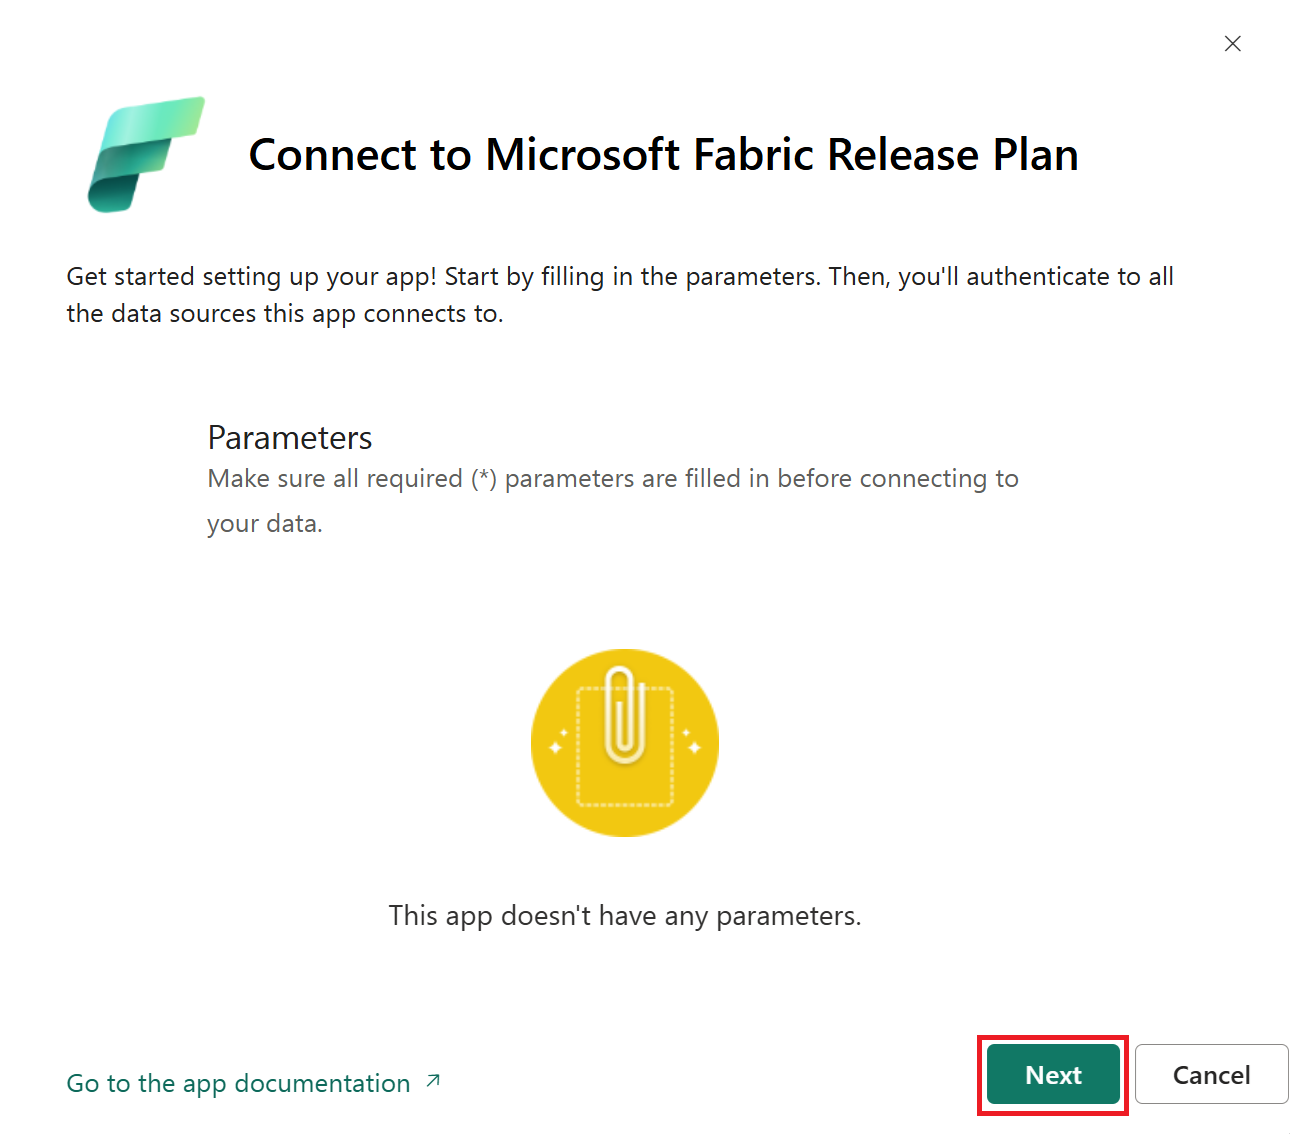 Connect to Microsoft Fabric Release Plan
Get started setting up your app! Start by filling in the parameters. Then, you'll authenticate to all
the data sources this app connects to.
Parameters
Make sure all required (*) parameters are filled in before connecting to
your data.
This app doesn't have any parameters.
Go to the app documentation
Next
Cancel